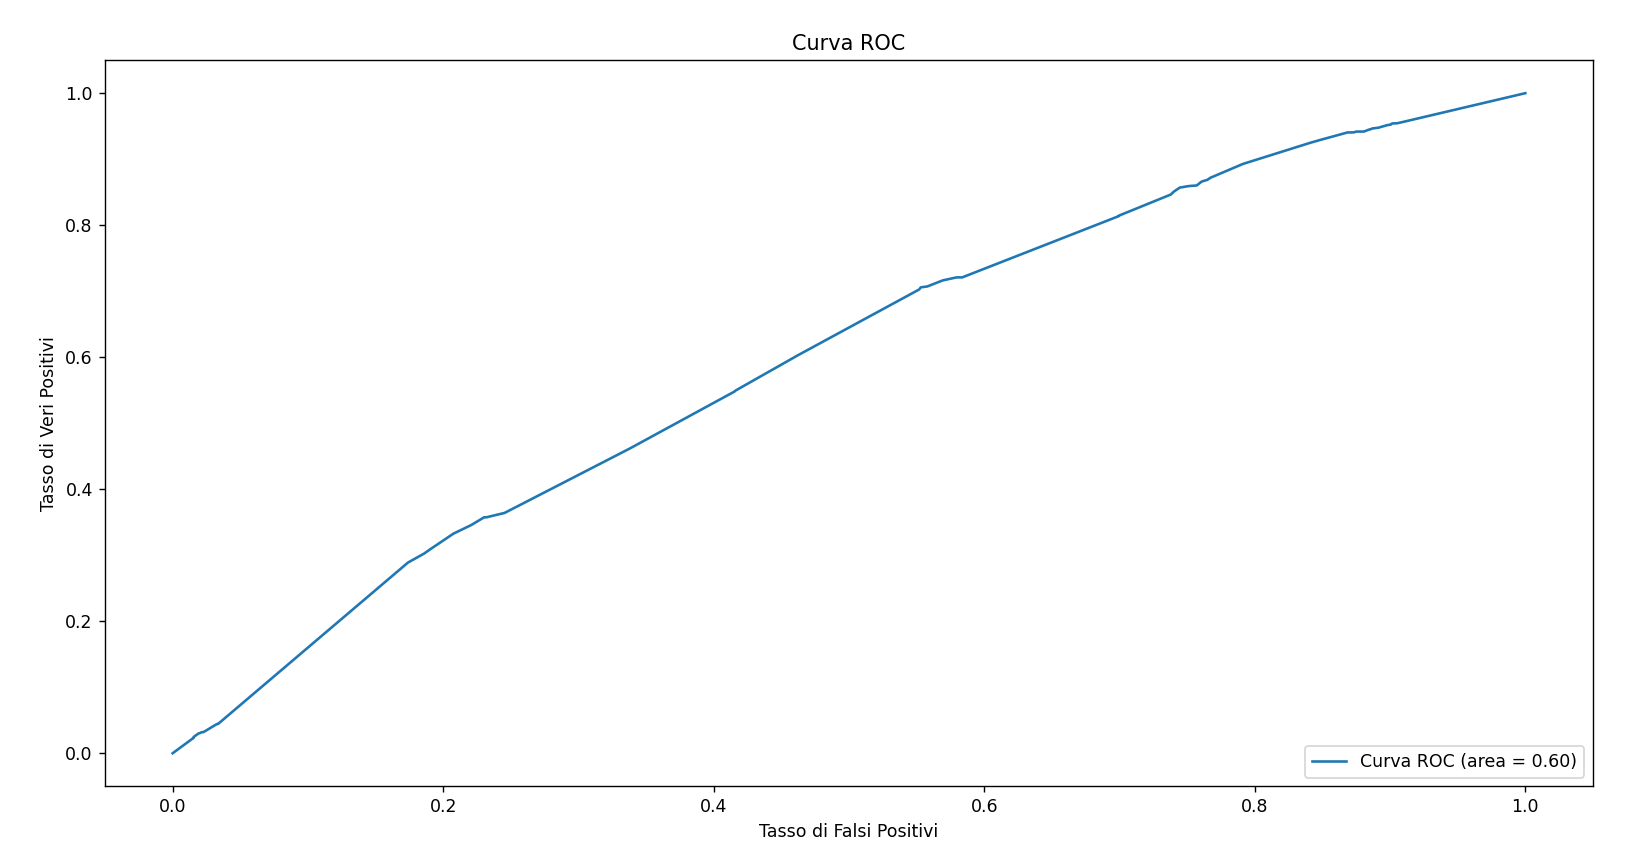 Curva ROC
1.0
0.8
0.6
0.4
0.2
0.0
Tasso di Veri Positivi
Curva ROC (area = 0.60)
0.0 0.2 0.4 0.6 0.8 1.0
Tasso di Falsi Positivi